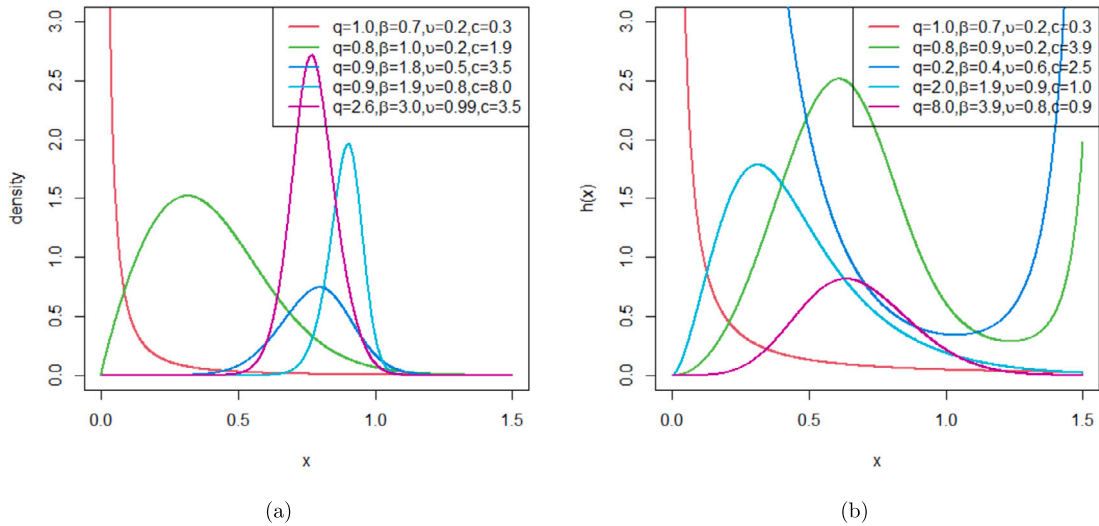 3.0
2.5
2.0
1.5
1.0
0.5
0.0
density
q=1.0,β=0.7,υ=0.2,c=0.3
q=0.8,β=1.0,υ=0.2,c=1.9
q=0.9,β=1.8,υ=0.5,c=3.5
q=0.9,β=1.9,υ=0.8,c=8.0
q=2.6,β=3.0,υ=0.99,c=3.5
0.0 0.5 1.0 1.5
x
(a)
3.0
2.5
2.0
1.5
1.0
0.5
0.0
h(x)
q=1.0,β=0.7,υ=0.2,c=0.3
q=0.8,β=0.9,υ=0.2,c=3.9
q=0.2,β=0.4,υ=0.6,c=2.5
q=2.0,β=1.9,υ=0.9,c=1.0
q=8.0,β=3.9,υ=0.8,c=0.9
0.0 0.5 1.0 1.5
x
(b)